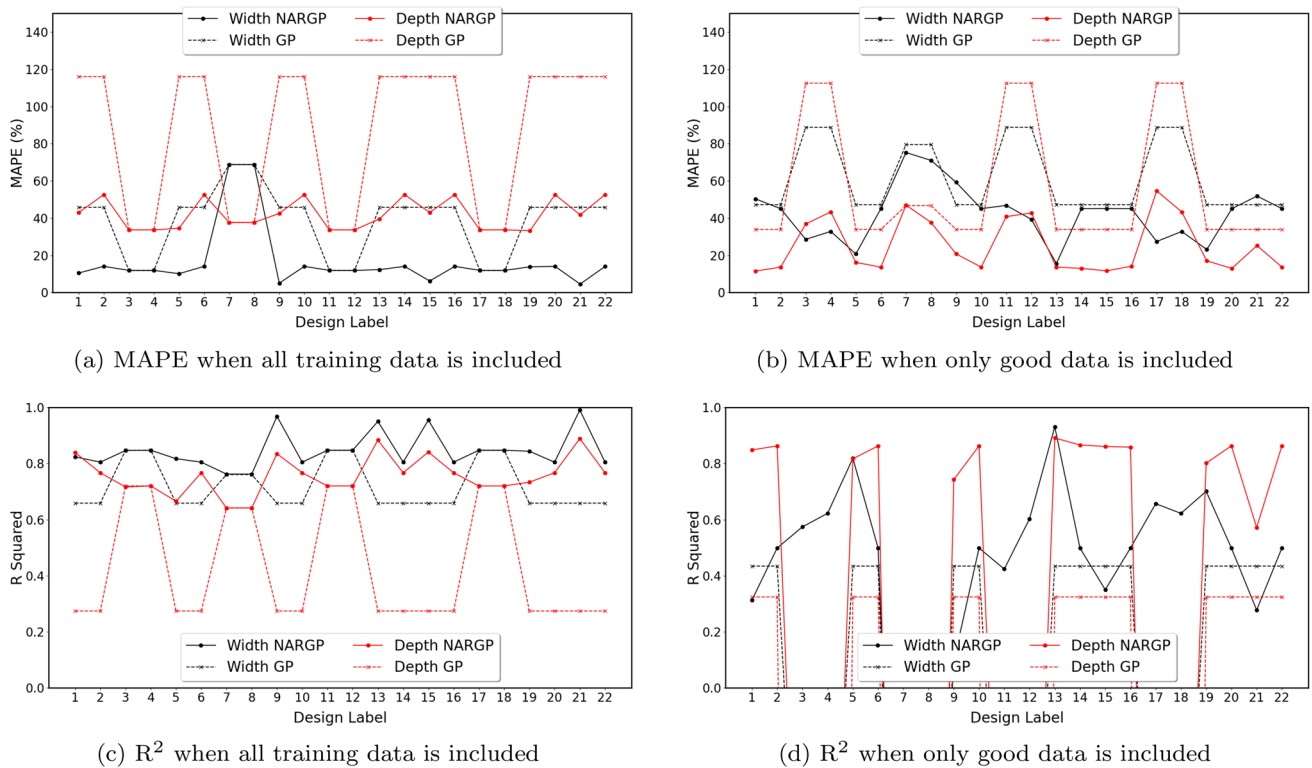 Width NARGP
Width GP
Depth NARGP
Depth GP
140
120
100
80
60
40
20
0
MAPE (%)
1 2 3 4 5 6 7 8 9 10 11 12 13 14 15 16 17 18 19 20 21 22
Design Label
(a) MAPE when all training data is included
Width NARGP
Width GP
Depth NARGP
Depth GP
140
120
100
80
60
40
20
0
MAPE (%)
1 2 3 4 5 6 7 8 9 10 11 12 13 14 15 16 17 18 19 20 21 22
Design Label
(b) MAPE when only good data is included
1.0
0.8
0.6
0.4
0.2
0.0
R Squared
Width NARGP
Width GP
Depth NARGP
Depth GP
1 2 3 4 5 6 7 8 9 10 11 12 13 14 15 16 17 18 19 20 21 22
Design Label
(c) R² when all training data is included
1.0
0.8
0.6
0.4
0.2
0.0
R Squared
Width NARGP
Width GP
Depth NARGP
Depth GP
1 2 3 4 5 6 7 8 9 10 11 12 13 14 15 16 17 18 19 20 21 22
Design Label
(d) R² when only good data is included